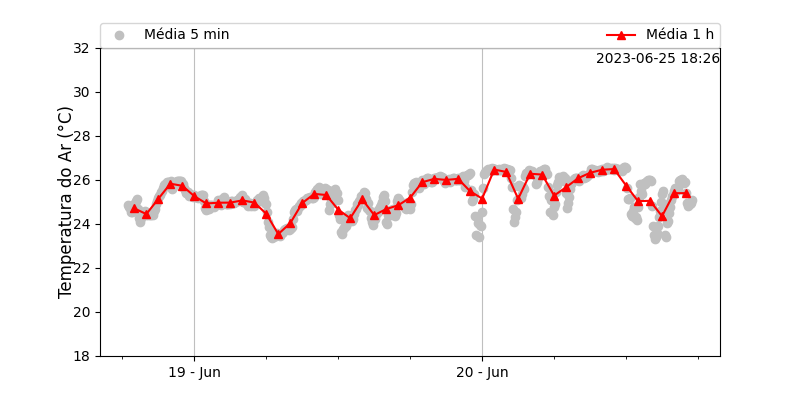 Média 5 min
Média 1 h
2023-06-25 18:26
Temperatura do Ar (°C)
32
30
28
26
24
22
20
18
19 - Jun
20 - Jun